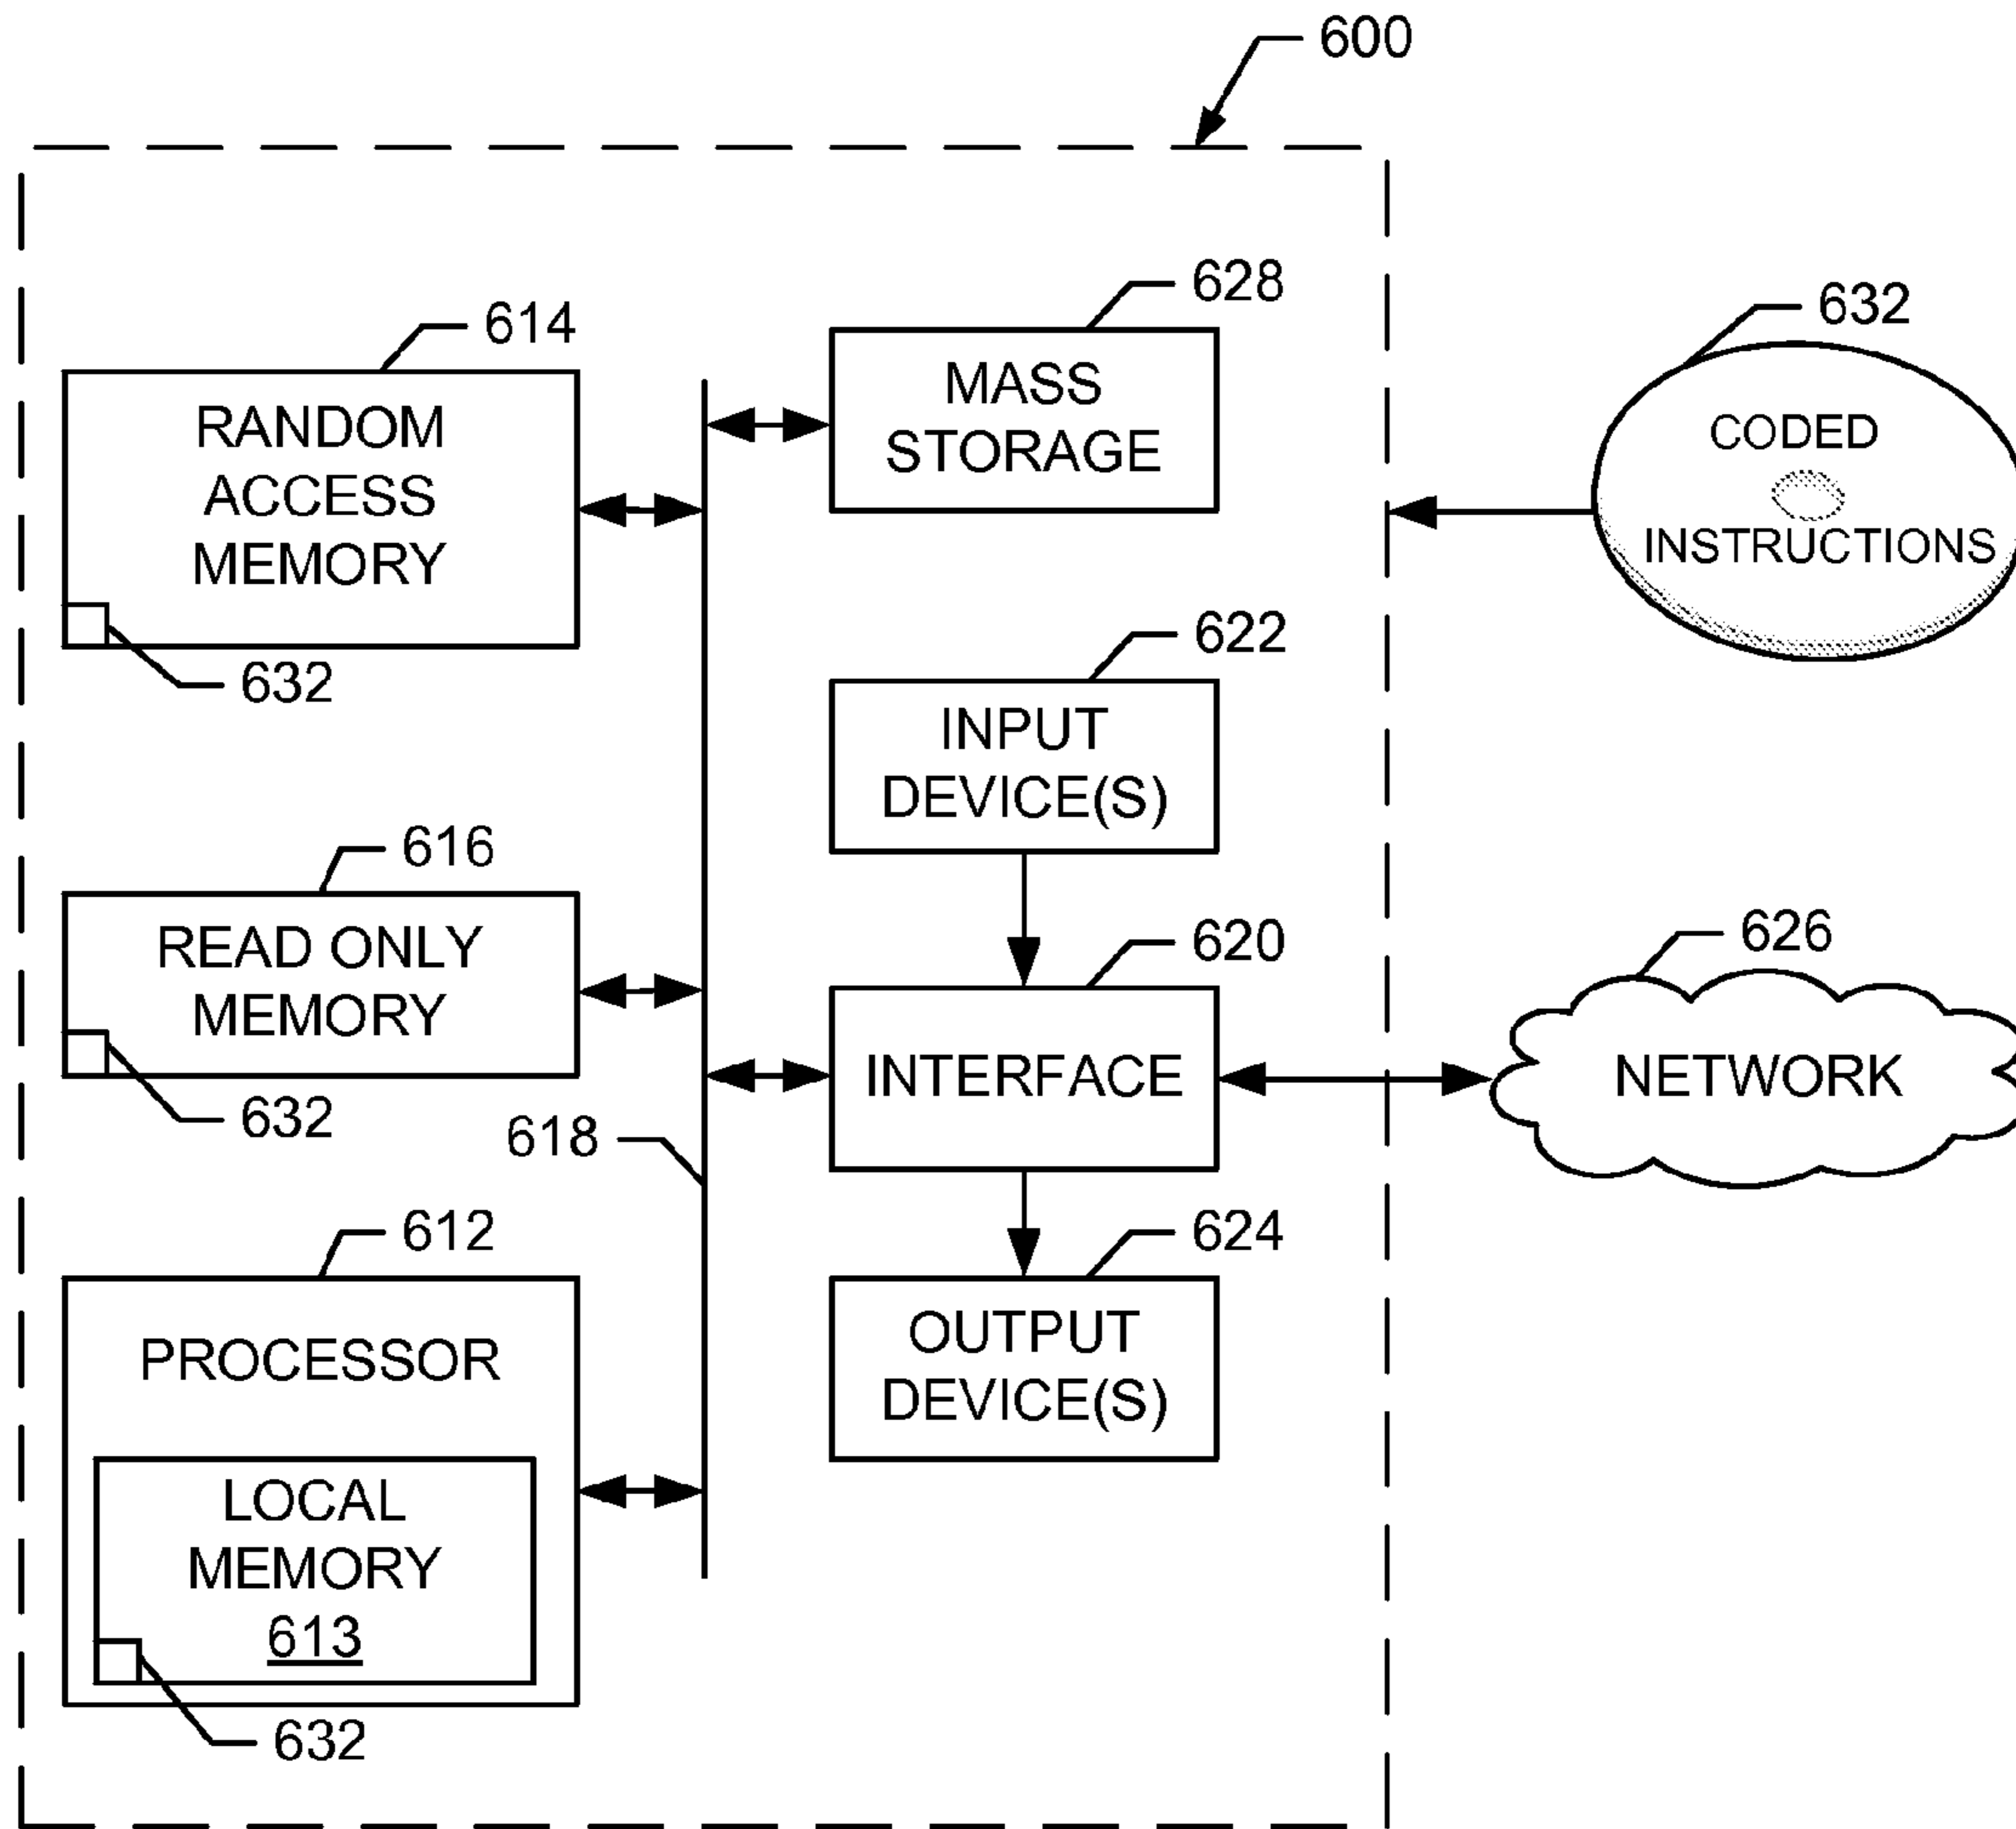 600
614
RANDOM
ACCESS
MEMORY
632
616
READ ONLY
MEMORY
632
618
612
PROCESSOR
LOCAL
MEMORY
613
632
628
MASS
STORAGE
622
INPUT
DEVICE(S)
620
INTERFACE
624
OUTPUT
DEVICE(S)
632
CODED
INSTRUCTIONS
626
NETWORK